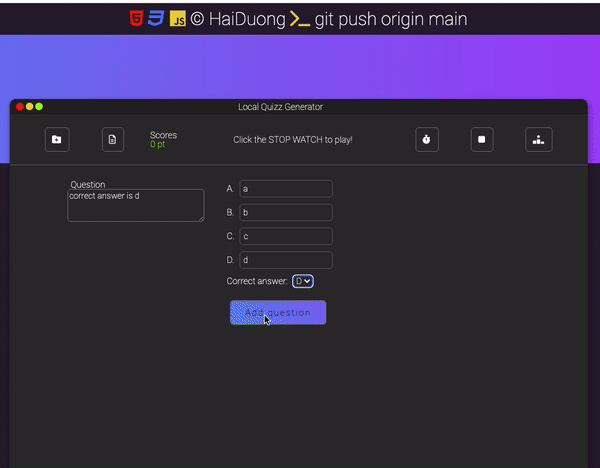 JS © HaiDuong >_ git push origin main
Local Quizz Generator
Scores
0 pt
Click the STOP WATCH to play!
Question
correct answer is d
A. a
B. b
C. c
D. d
Correct answer: D
Add question